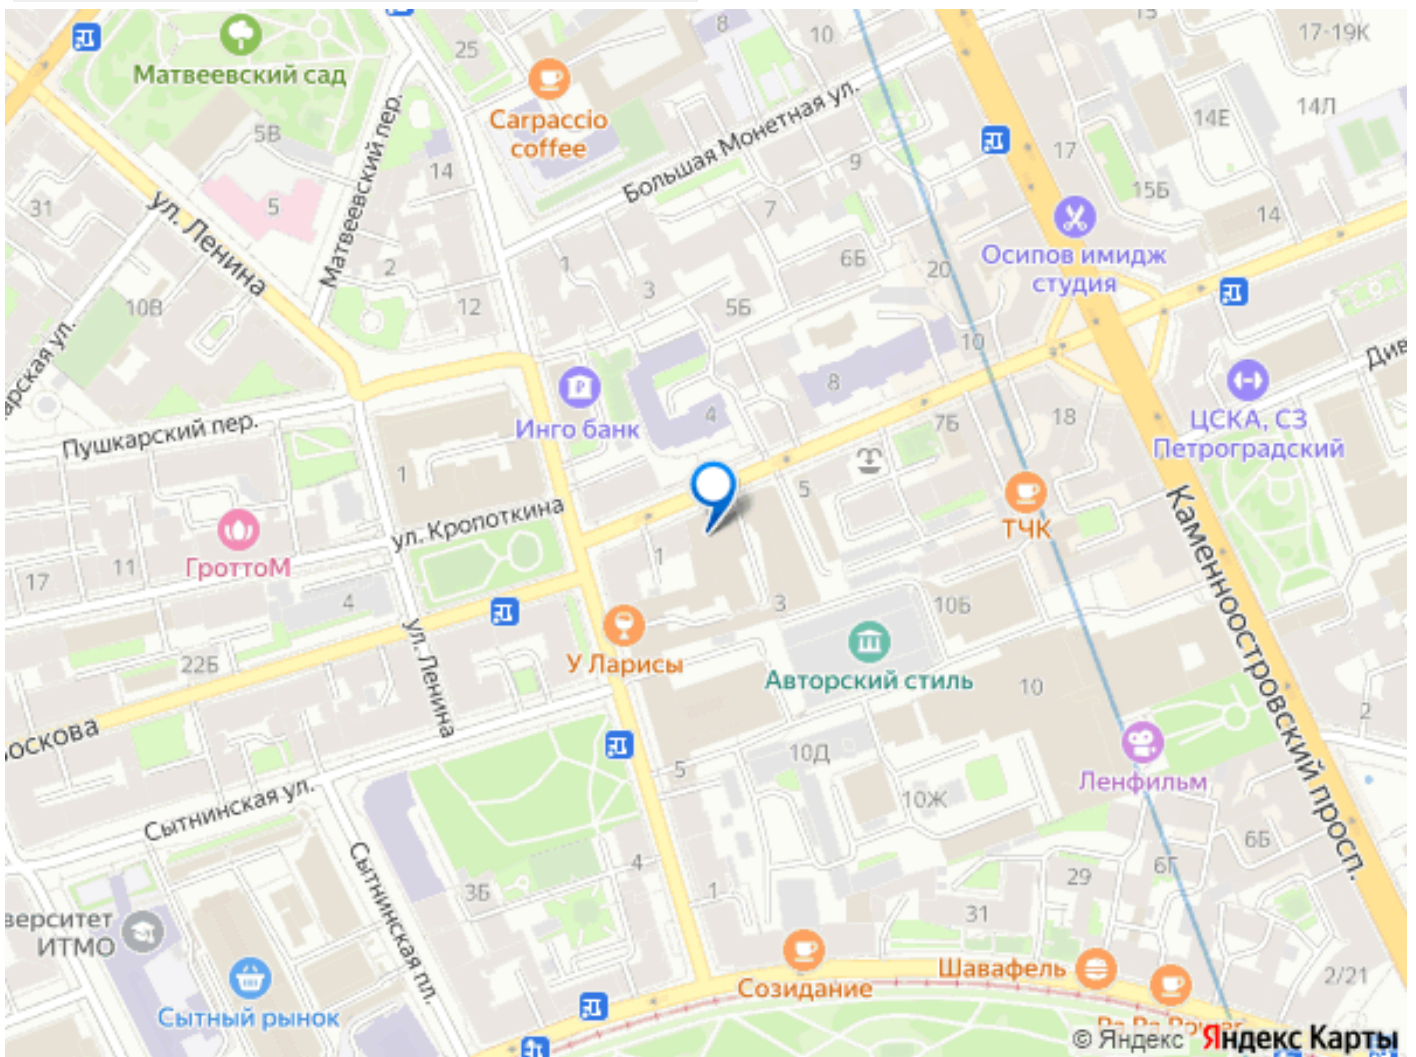 Матвеевский сад
25
8
10
15
17-19К
Carpaccio
coffee
Большая Монетная ул.
14Е
14Л
5В
Матвеевский пер.
14
9
17
15Б
31
5
ул. Ленина
7
14
Осипов имидж
студия
2
1
6Б
20
10В
12
3
5Б
10
Див
арская ул.
8
Инго банк
4
7Б
18
ЦСКА, СЗ
Петроградский
Пушкарский пер.
1
5
ТЧК
ул. Кропоткина
Каменноостровский просп.
ГроттоМ
17
11
1
4
3
10Б
У Ларисы
22Б
ул. Ленина
Авторский стиль
10
2
оскова
10Д
5
Ленфильм
Сытнинская ул.
10Ж
6Б
4
6Г
Сытнинская пл.
3Б
1
29
31
верситет
ИТМО
Сытный рынок
Созидание
Шавафель
2/21
© Яндекс Яндекс Карты